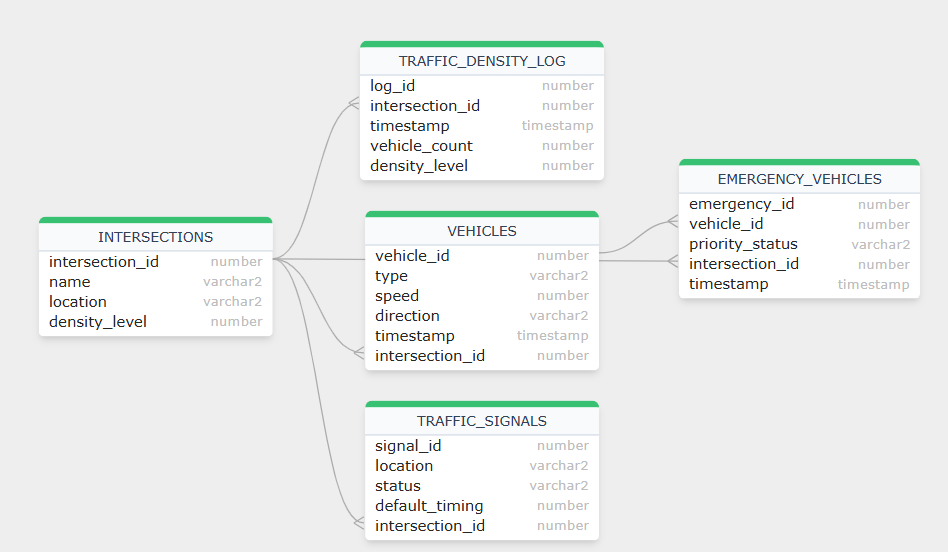 TRAFFIC_DENSITY_LOG
log_id number
intersection_id number
timestamp timestamp
vehicle_count number
density_level number
EMERGENCY_VEHICLES
emergency_id number
vehicle_id number
priority_status varchar2
intersection_id number
timestamp timestamp
INTERSECTIONS
intersection_id number
name varchar2
location varchar2
density_level number
VEHICLES
vehicle_id number
type varchar2
speed number
direction varchar2
timestamp timestamp
intersection_id number
TRAFFIC_SIGNALS
signal_id number
location varchar2
status varchar2
default_timing number
intersection_id number